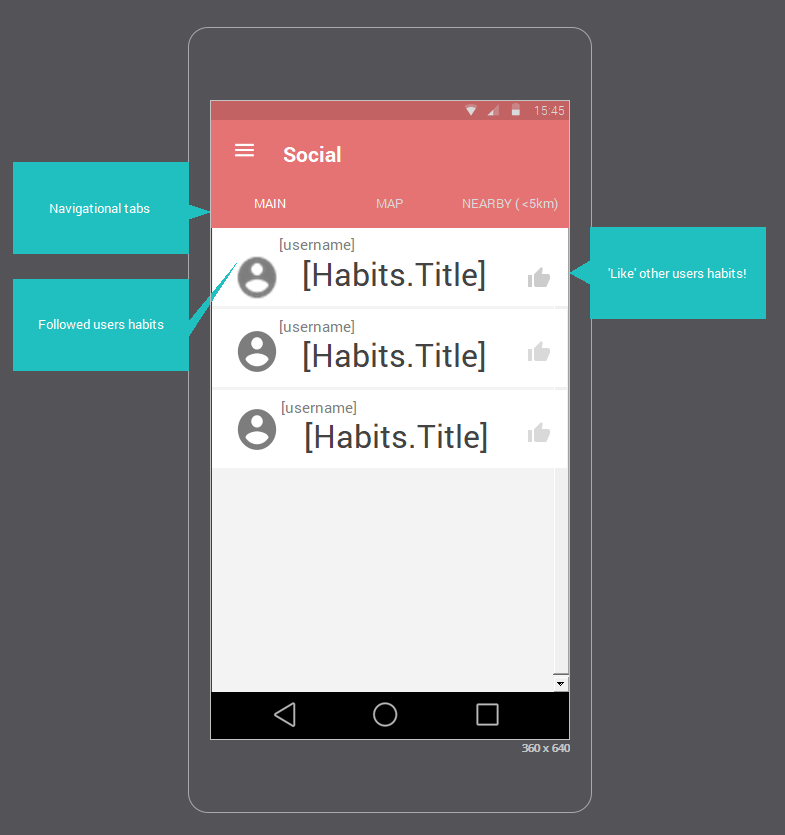 15:45
Social
MAIN MAP NEARBY ( <5km)
Navigational tabs
[username]
[Habits.Title]
'Like' other users habits!
Followed users habits
[username]
[Habits.Title]
[username]
[Habits.Title]
360 x 640